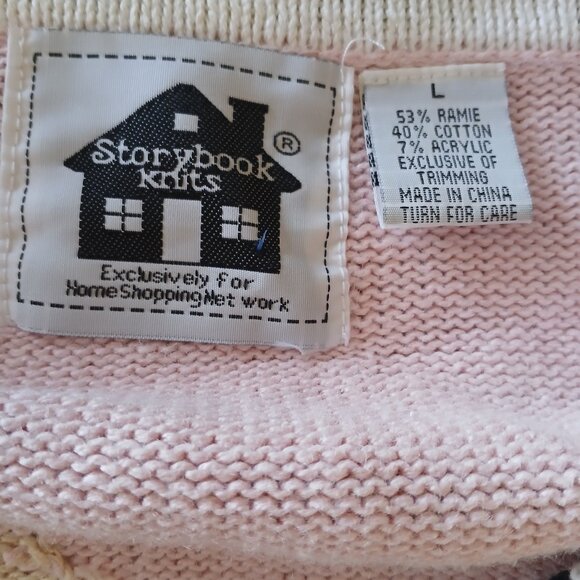 Storybook
knits
®
Exclusively for
HomeShoppingNetwork
L
53% RAMIE
40% COTTON
7% ACRYLIC
EXCLUSIVE OF
TRIMMING
MADE IN CHINA
TURN FOR CARE